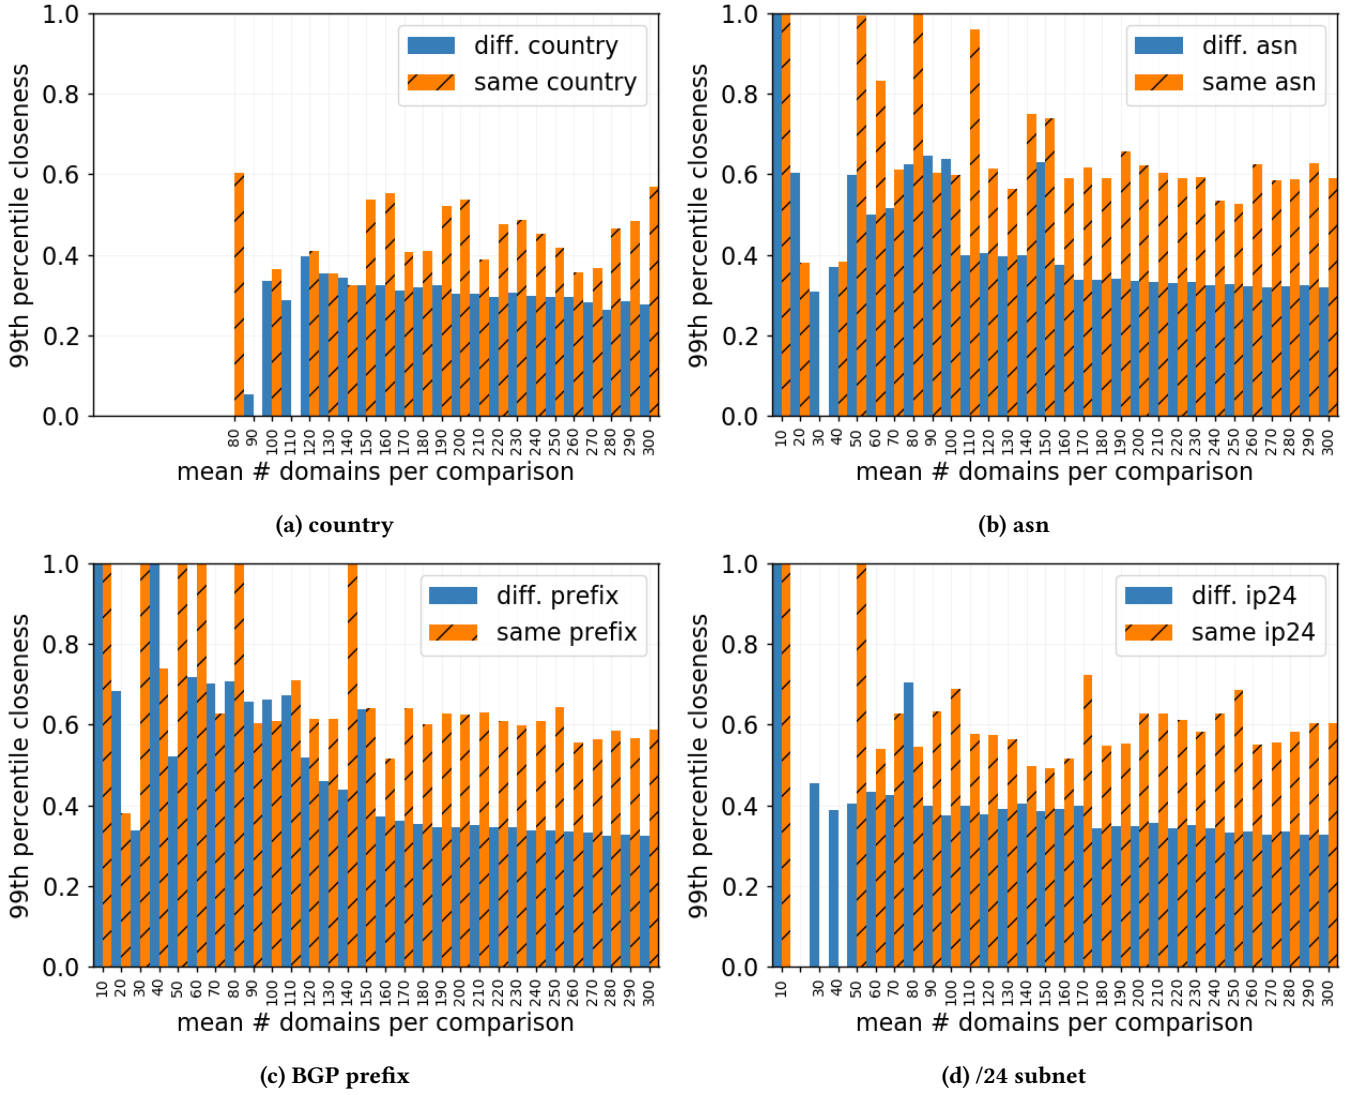 99th percentile closeness
1.0
0.8
0.6
0.4
0.2
0.0
diff. country
same country
80 90 100 110 120 130 140 150 160 170 180 190 200 210 220 230 240 250 260 270 280 290 300
mean # domains per comparison
(a) country
99th percentile closeness
1.0
0.8
0.6
0.4
0.2
0.0
diff. asn
same asn
10 20 30 40 50 60 70 80 90 100 110 120 130 140 150 160 170 180 190 200 210 220 230 240 250 260 270 280 290 300
mean # domains per comparison
(b) asn
99th percentile closeness
1.0
0.8
0.6
0.4
0.2
0.0
diff. prefix
same prefix
10 20 30 40 50 60 70 80 90 100 110 120 130 140 150 160 170 180 190 200 210 220 230 240 250 260 270 280 290 300
mean # domains per comparison
(c) BGP prefix
99th percentile closeness
1.0
0.8
0.6
0.4
0.2
0.0
diff. ip24
same ip24
10 30 40 50 60 70 80 90 100 110 120 130 140 150 160 170 180 190 200 210 220 230 240 250 260 270 280 290 300
mean # domains per comparison
(d) /24 subnet